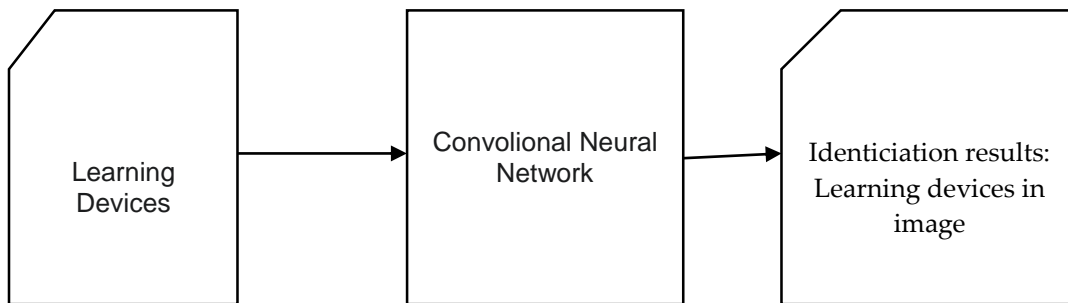 Learning
Devices
Convolional Neural
Network
Identiciation results:
Learning devices in
image